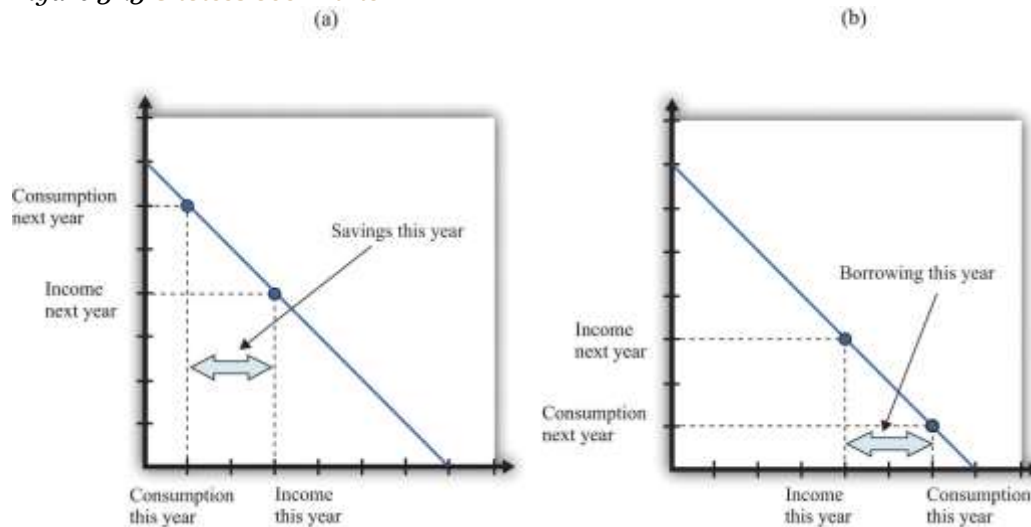 (a)
(b)
Consumption
next year
Savings this year
Income
next year
Consumption
this year
Income
this year
Borrowing this year
Income
next year
Consumption
next year
Income
this year
Consumption
this year